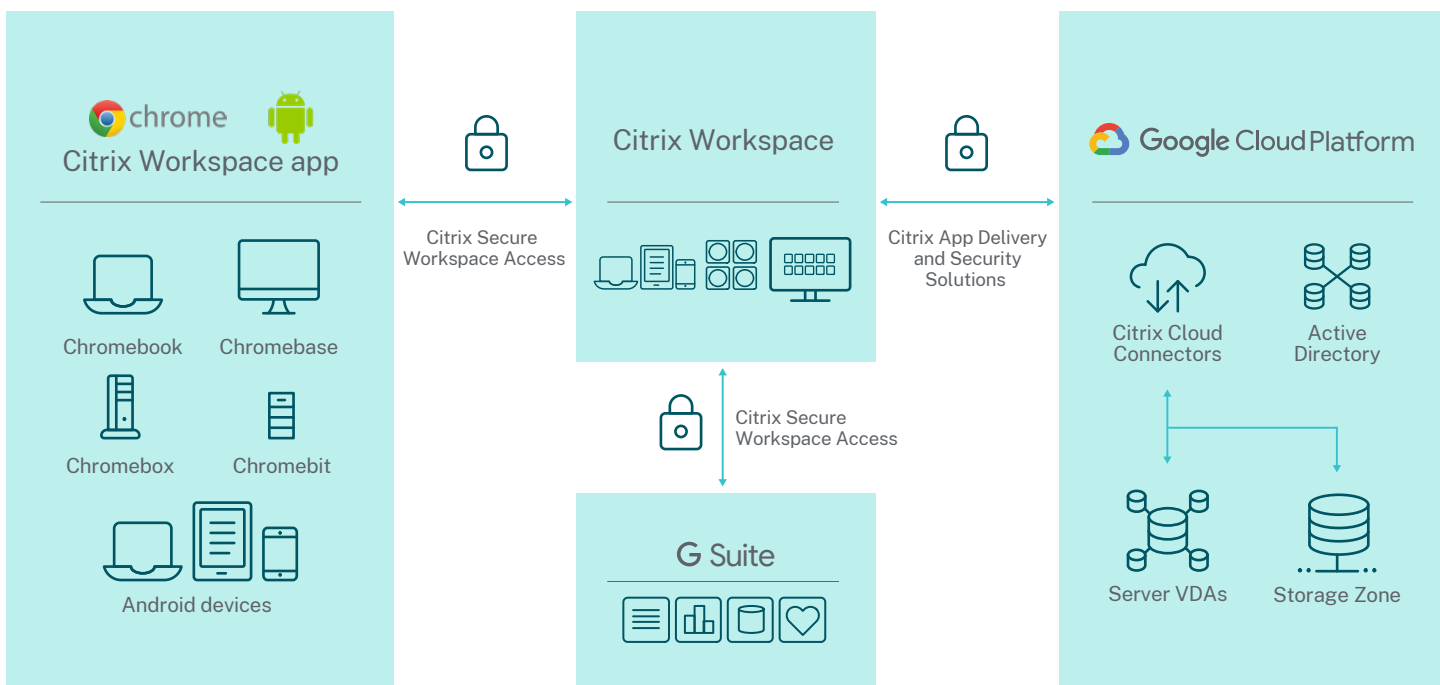 chrome
Citrix Workspace app
Chromebook
Chromebase
Chromebox
Chromebit
Android devices
Citrix Secure
Workspace Access
Citrix Workspace
Citrix Secure
Workspace Access
G Suite
Citrix App Delivery
and Security
Solutions
Google Cloud Platform
Citrix Cloud
Connectors
Active
Directory
Server VDAs
Storage Zone